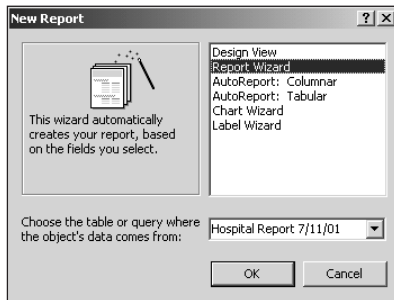 New Report
? ×
This wizard automatically
creates your report, based
on the fields you select.
Design View
Report Wizard
AutoReport: Columnar
AutoReport: Tabular
Chart Wizard
Label Wizard
Choose the table or query where
the object's data comes from:
Hospital Report 7/11/01
OK
Cancel